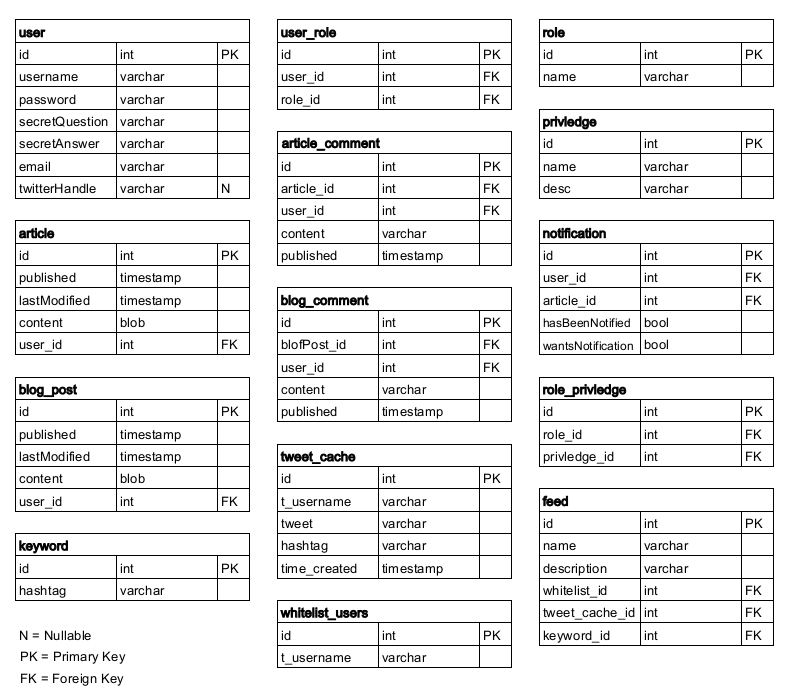 user
id int PK
username varchar
password varchar
secretQuestion varchar
secretAnswer varchar
email varchar
twitterHandle varchar N
article
id int PK
published timestamp
lastModified timestamp
content blob
user_id int FK
blog_post
id int PK
published timestamp
lastModified timestamp
content blob
user_id int FK
keyword
id int PK
hashtag varchar
N = Nullable
PK = Primary Key
FK = Foreign Key
user_role
id int PK
user_id int FK
role_id int FK
article_comment
id int PK
article_id int FK
user_id int FK
content varchar
published timestamp
blog_comment
id int PK
blofPost_id int FK
user_id int FK
content varchar
published timestamp
tweet_cache
id int PK
t_username varchar
tweet varchar
hashtag varchar
time_created timestamp
whitelist_users
id int PK
t_username varchar
role
id int PK
name varchar
privledge
id int PK
name varchar
desc varchar
notification
id int PK
user_id int FK
article_id int FK
hasBeenNotified bool
wantsNotification bool
role_privledge
id int PK
role_id int FK
privledge_id int FK
feed
id int PK
name varchar
description varchar
whitelist_id int FK
tweet_cache_id int FK
keyword_id int FK